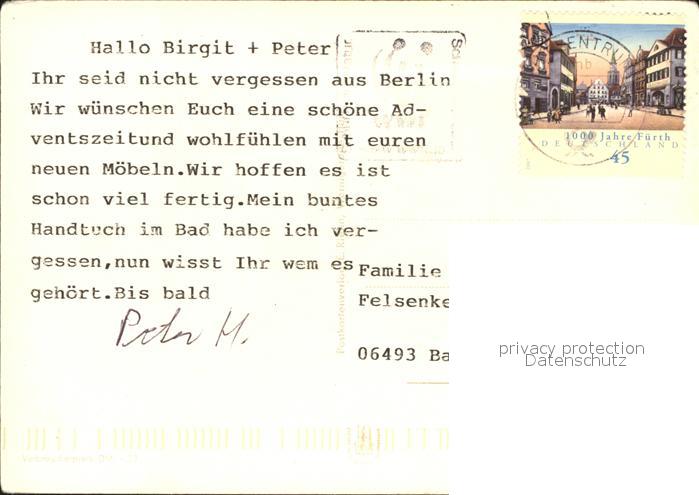 Hallo Birgit + Peter
Ihr seid nicht vergessen aus Berlin
Wir wünschen Euch eine schöne Ad-
ventszeitund wohlfühlen mit euren
neuen Möbeln.Wir hoffen es ist
schon viel fertig.Mein buntes
Handtuch im Bad habe ich ver-
gessen,nun wisst Ihr wem es
gehört.Bis bald
Peter H.
1000 Jahre Fürth
DEUTSCHLAND
45
Familie
Felsenke
06493 Ba
privacy protection
Datenschutz